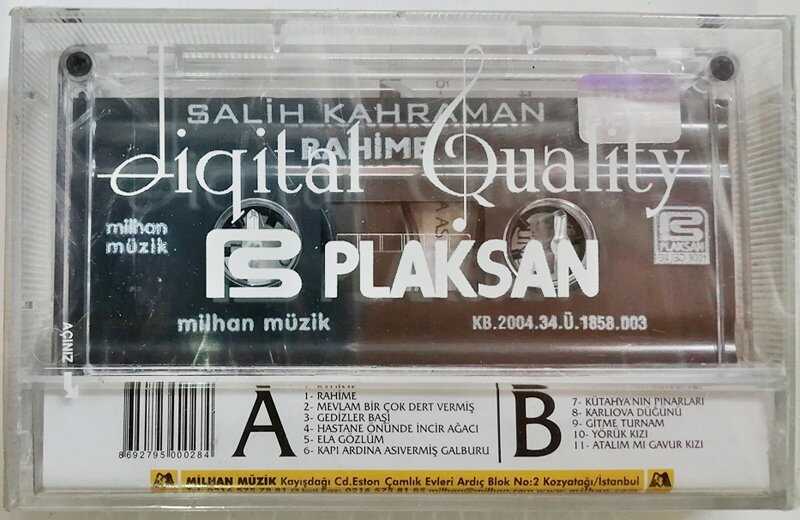 SALİH KAHRAMAN
RAHİME
Digital Quality
milhan
müzik
PLAKSAN
PLAKSAN
milhan müzik
KB.2004.34.Ü.1858.003
AÇINIZ
A
1- RAHİME
2- MEVLAM BİR ÇOK DERT VERMİŞ
3- GEDİZLER BAŞI
4- HASTANE ÖNÜNDE İNCİR AĞACI
5- ELA GÖZLÜM
6- KAPI ARDINA ASIVERMİŞ GALBURU
B
7- KÜTAHYA'NIN PINARLARI
8- KARLIOVA DÜĞÜNÜ
9- GİTME TURNAM
10- YÖRÜK KIZI
11- ATALIM MI GAVUR KIZI
8692795000284
MİLHAN MÜZİK Kayışdağı Cd.Eston Çamlık Evleri Ardıç Blok No:2 Kozyatağı/İstanbul